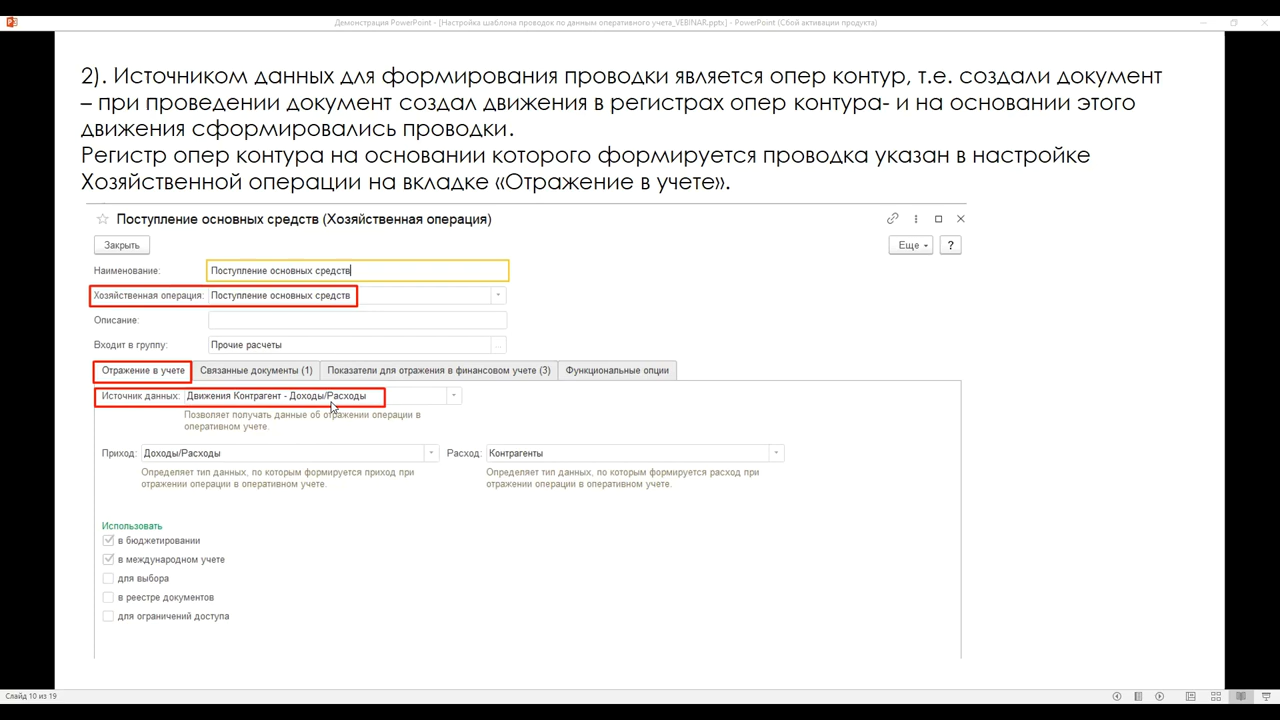 Демонстрация PowerPoint - [Настройка шаблона проводок по данным оперативного учета_VEBINAR.pptx] - PowerPoint (Сбой активации продукта)
2). Источником данных для формирования проводки является опер контур, т.е. создали документ
– при проведении документ создал движения в регистрах опер контура- и на основании этого
движения сформировались проводки.
Регистр опер контура на основании которого формируется проводка указан в настройке
Хозяйственной операции на вкладке «Отражение в учете».
Поступление основных средств (Хозяйственная операция)
Закрыть
Еще
?
Наименование: Поступление основных средств
Хозяйственная операция: Поступление основных средств
Описание:
Входит в группу: Прочие расчеты
Отражение в учете Связанные документы (1) Показатели для отражения в финансовом учете (3) Функциональные опции
Источник данных: Движения Контрагент - Доходы/Расходы
Позволяет получать данные об отражении операции в
оперативном учете.
Приход: Доходы/Расходы Расход: Контрагенты
Определяет тип данных, по которым формируется приход при Определяет тип данных, по которым формируется расход при
отражении операции в оперативном учете. отражении операции в оперативном учете.
Использовать
в бюджетировании
в международном учете
для выбора
в реестре документов
для ограничений доступа
Слайд 10 из 19